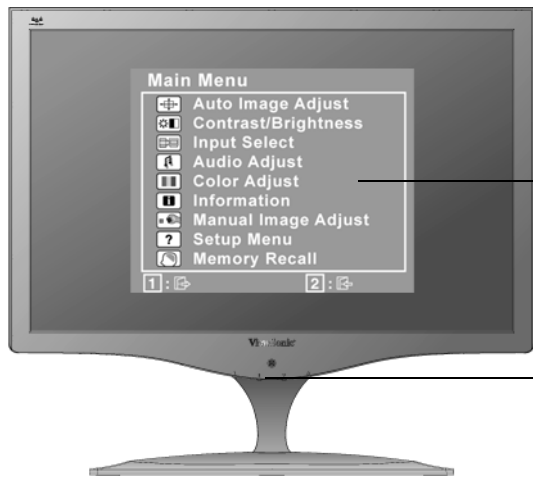 Main Menu
Auto Image Adjust
Contrast/Brightness
Input Select
Audio Adjust
Color Adjust
Information
Manual Image Adjust
Setup Menu
Memory Recall
1 :
2 :
ViewSonic